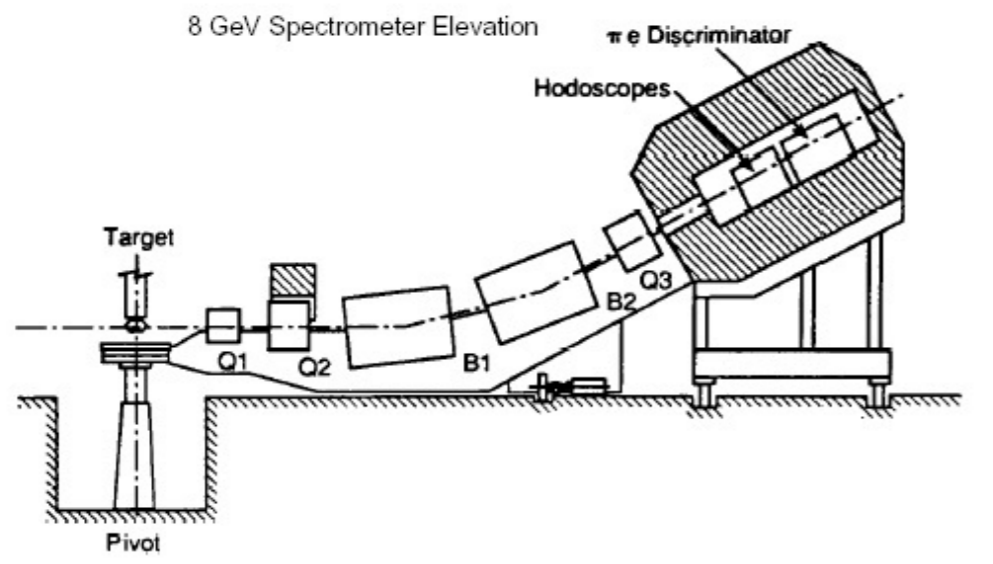 8 GeV Spectrometer Elevation
π e Discriminator
Hodoscopes
Target
Q1
Q2
B1
B2
Q3
Pivot